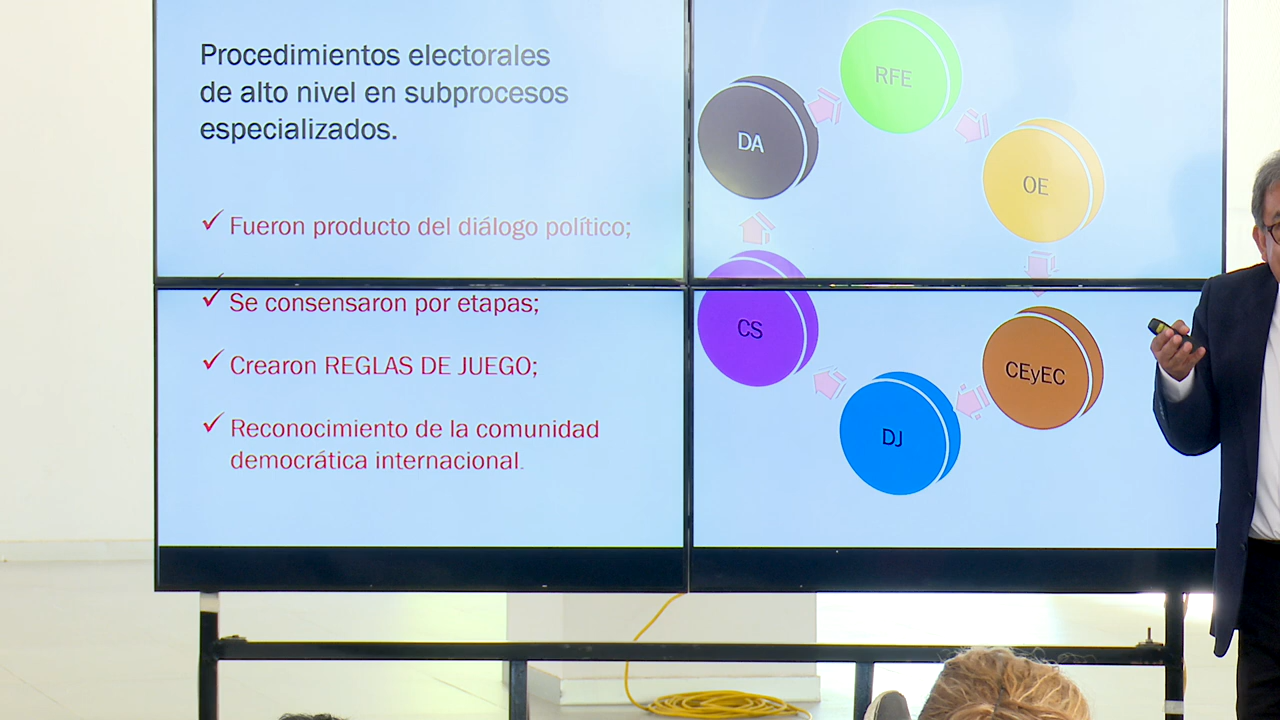 Procedimientos electorales
de alto nivel en subprocesos
especializados.
✓ Fueron producto del diálogo político;
✓ Se consensaron por etapas;
✓ Crearon REGLAS DE JUEGO;
✓ Reconocimiento de la comunidad
democrática internacional.
RFE
DA
OE
CS
CEyEC
DJ